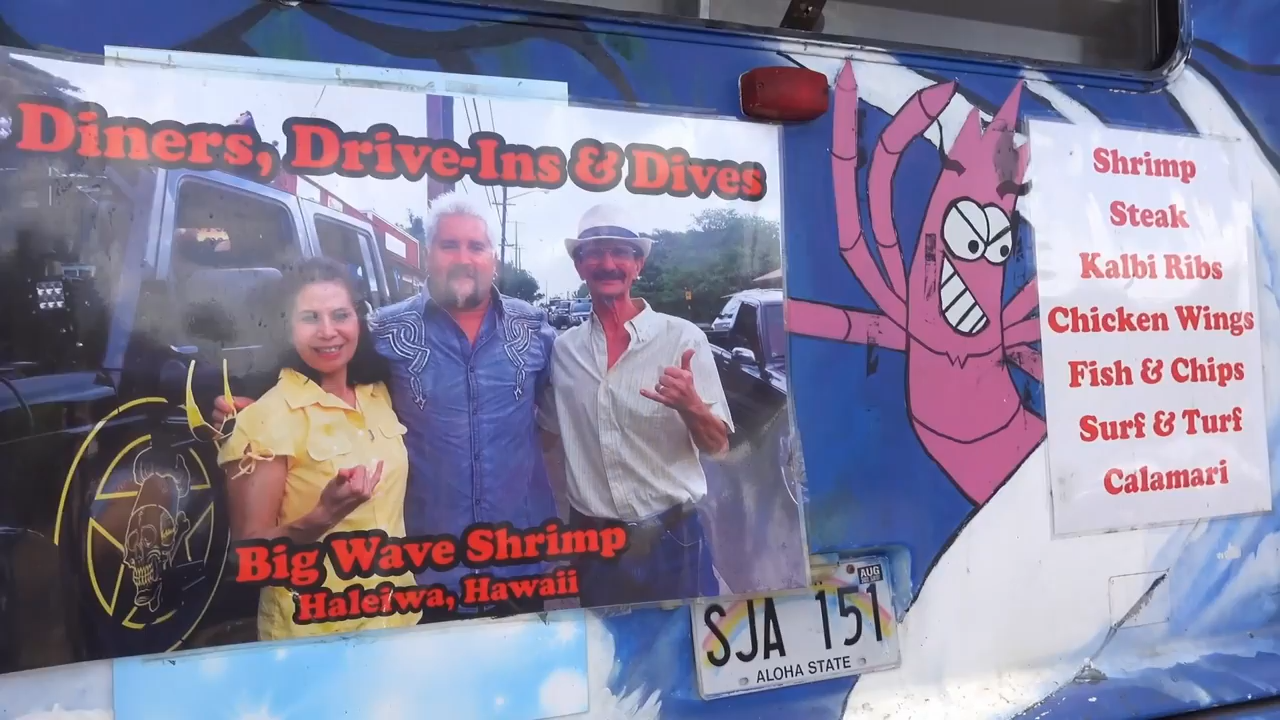 Diners, Drive-Ins & Dives
Big Wave Shrimp
Haleiwa, Hawaii
Shrimp
Steak
Kalbi Ribs
Chicken Wings
Fish & Chips
Surf & Turf
Calamari
AUG
SJA 151
ALOHA STATE